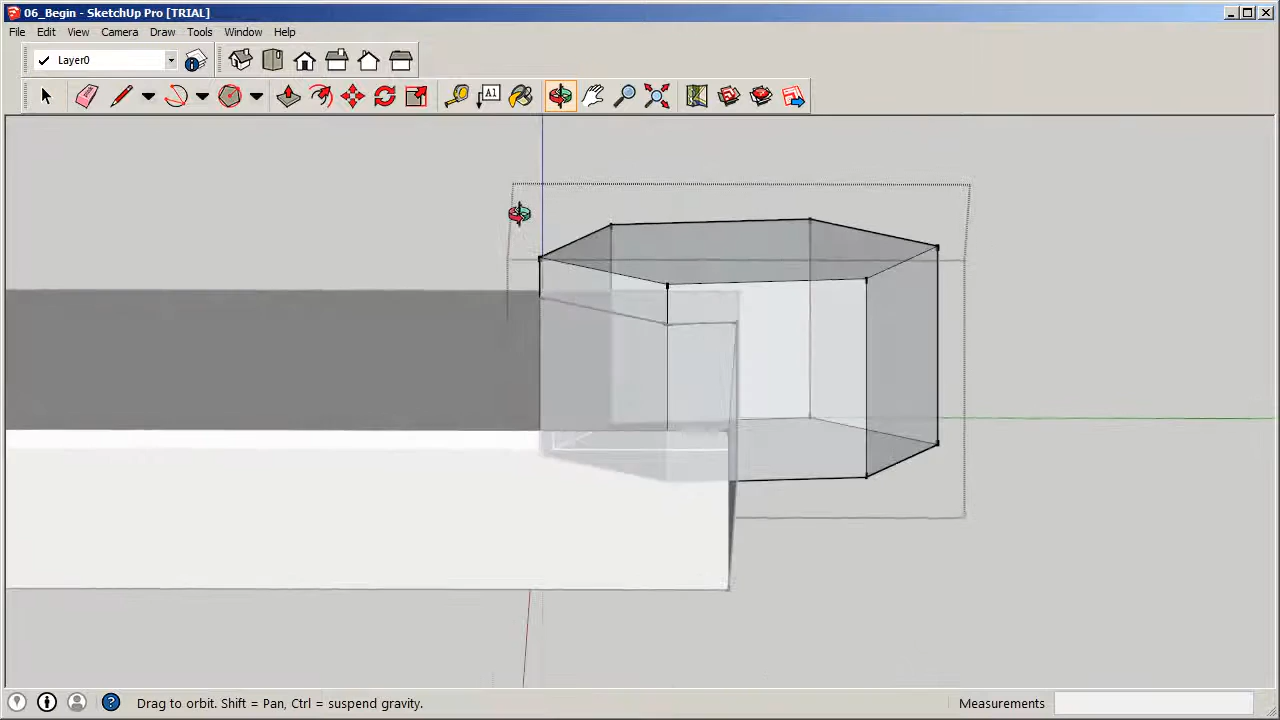 06_Begin - SketchUp Pro [TRIAL]
File Edit View Camera Draw Tools Window Help
Layer0
A1
Drag to orbit. Shift = Pan, Ctrl = suspend gravity.
Measurements